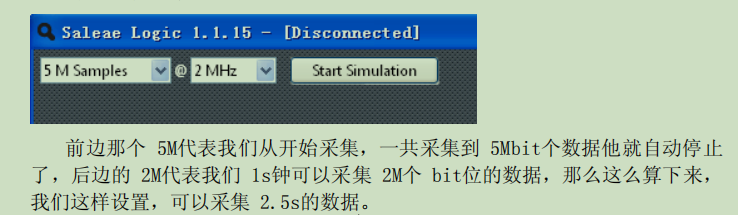 Saleae Logic 1.1.15 - [Disconnected]
5 M Samples @ 2 MHz Start Simulation
前边那个 5M代表我们从开始采集，一共采集到 5Mbit个数据他就自动停止
了，后边的 2M代表我们 1s钟可以采集 2M个 bit位的数据，那么这么算下来，
我们这样设置，可以采集 2.5s的数据。